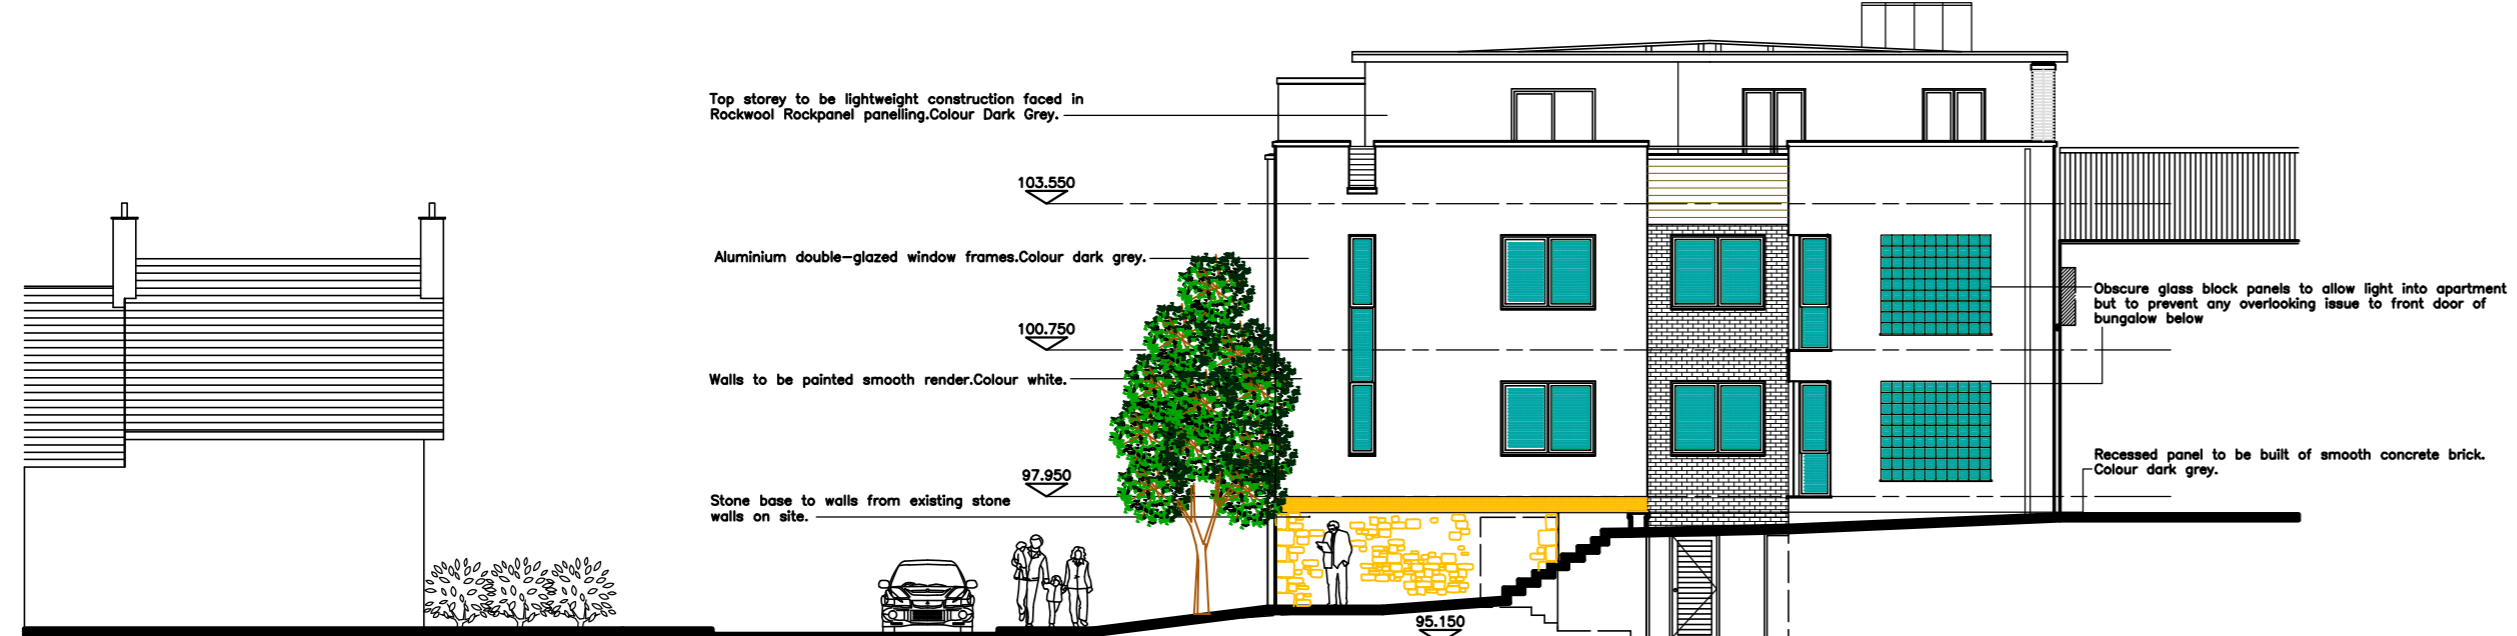 Top storey to be lightweight construction faced in
Rockwool Rockpanel panelling.Colour Dark Grey.
103.550
Aluminium double-glazed window frames.Colour dark grey.
Obscure glass block panels to allow light into apartment
but to prevent any overlooking issue to front door of
bungalow below
100.750
Walls to be painted smooth render.Colour white.
Recessed panel to be built of smooth concrete brick.
Colour dark grey.
97.950
Stone base to walls from existing stone
walls on site.
95.150